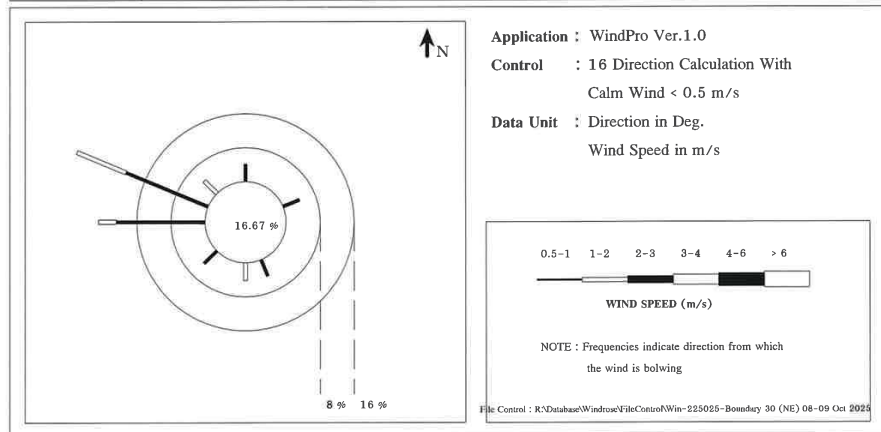 N
Application : WindPro Ver.1.0
Control : 16 Direction Calculation With
Calm Wind < 0.5 m/s
Data Unit : Direction in Deg.
Wind Speed in m/s
16.67 %
8 % 16 %
0.5-1 1-2 2-3 3-4 4-6 > 6
WIND SPEED (m/s)
NOTE : Frequencies indicate direction from which
the wind is bolwing
File Control : R:\Database\Windrose\FileControl\Win-225025-Boundary 30 (NE) 08-09 Oct 2025